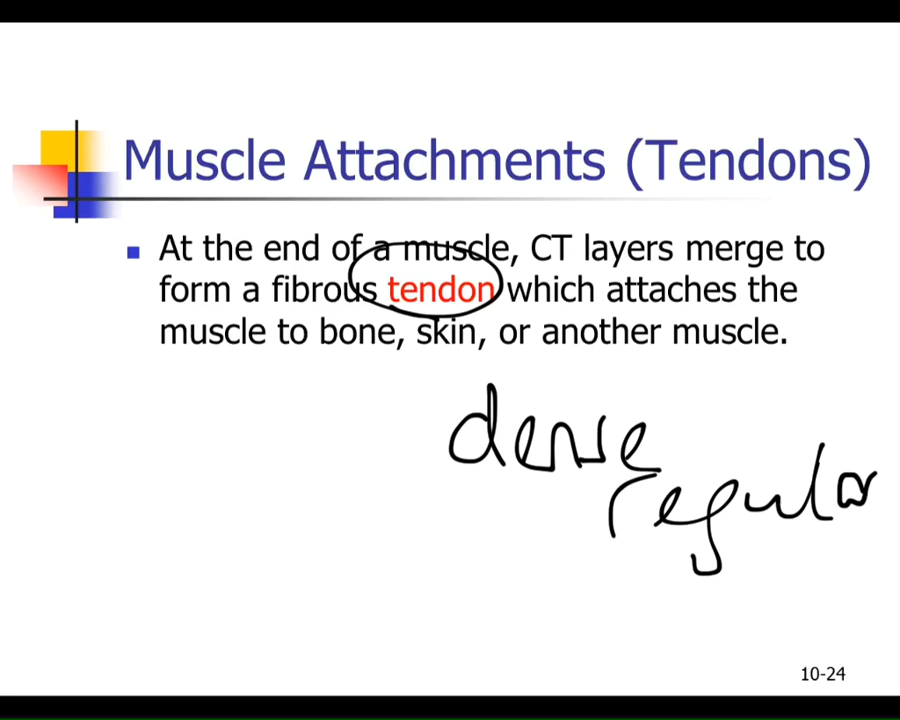 Muscle Attachments (Tendons)
At the end of a muscle, CT layers merge to
form a fibrous tendon which attaches the
muscle to bone, skin, or another muscle.
dense
regular
10-24